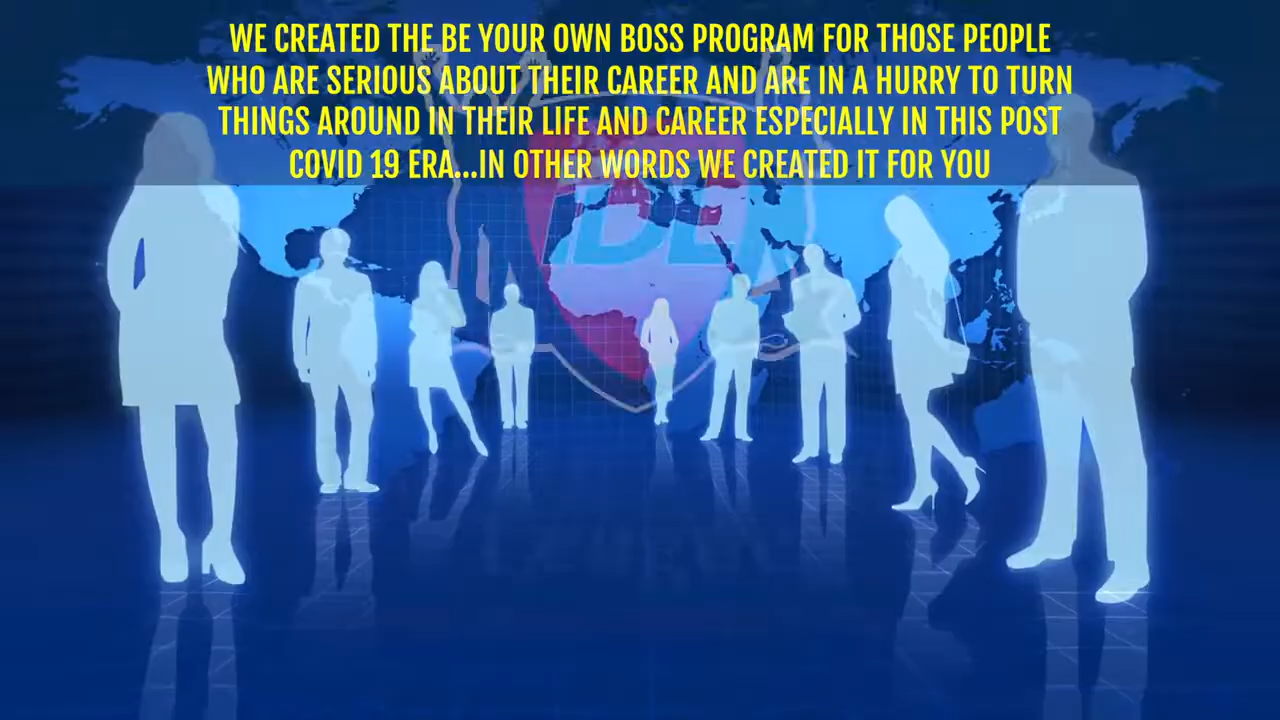 WE CREATED THE BE YOUR OWN BOSS PROGRAM FOR THOSE PEOPLE
WHO ARE SERIOUS ABOUT THEIR CAREER AND ARE IN A HURRY TO TURN
THINGS AROUND IN THEIR LIFE AND CAREER ESPECIALLY IN THIS POST
COVID 19 ERA...IN OTHER WORDS WE CREATED IT FOR YOU